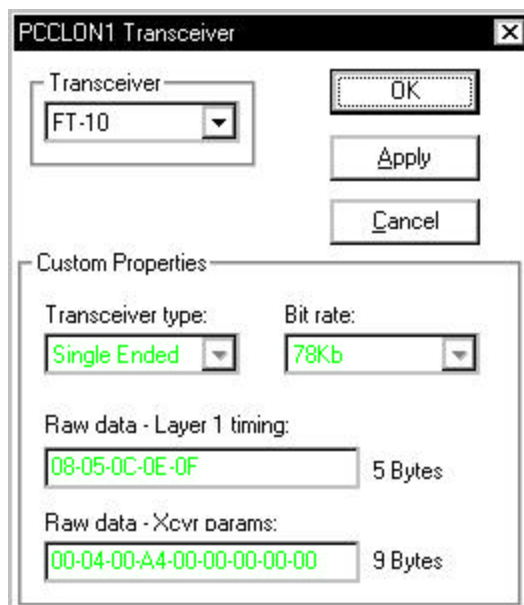 PCCLON1 Transceiver
Transceiver
FT-10
OK
Apply
Cancel
Custom Properties
Transceiver type:
Bit rate:
Single Ended
78Kb
Raw data - Layer 1 timing:
08-05-0C-0E-0F
5 Bytes
Raw data - Xcvr params:
00-04-00-A4-00-00-00-00-00
9 Bytes